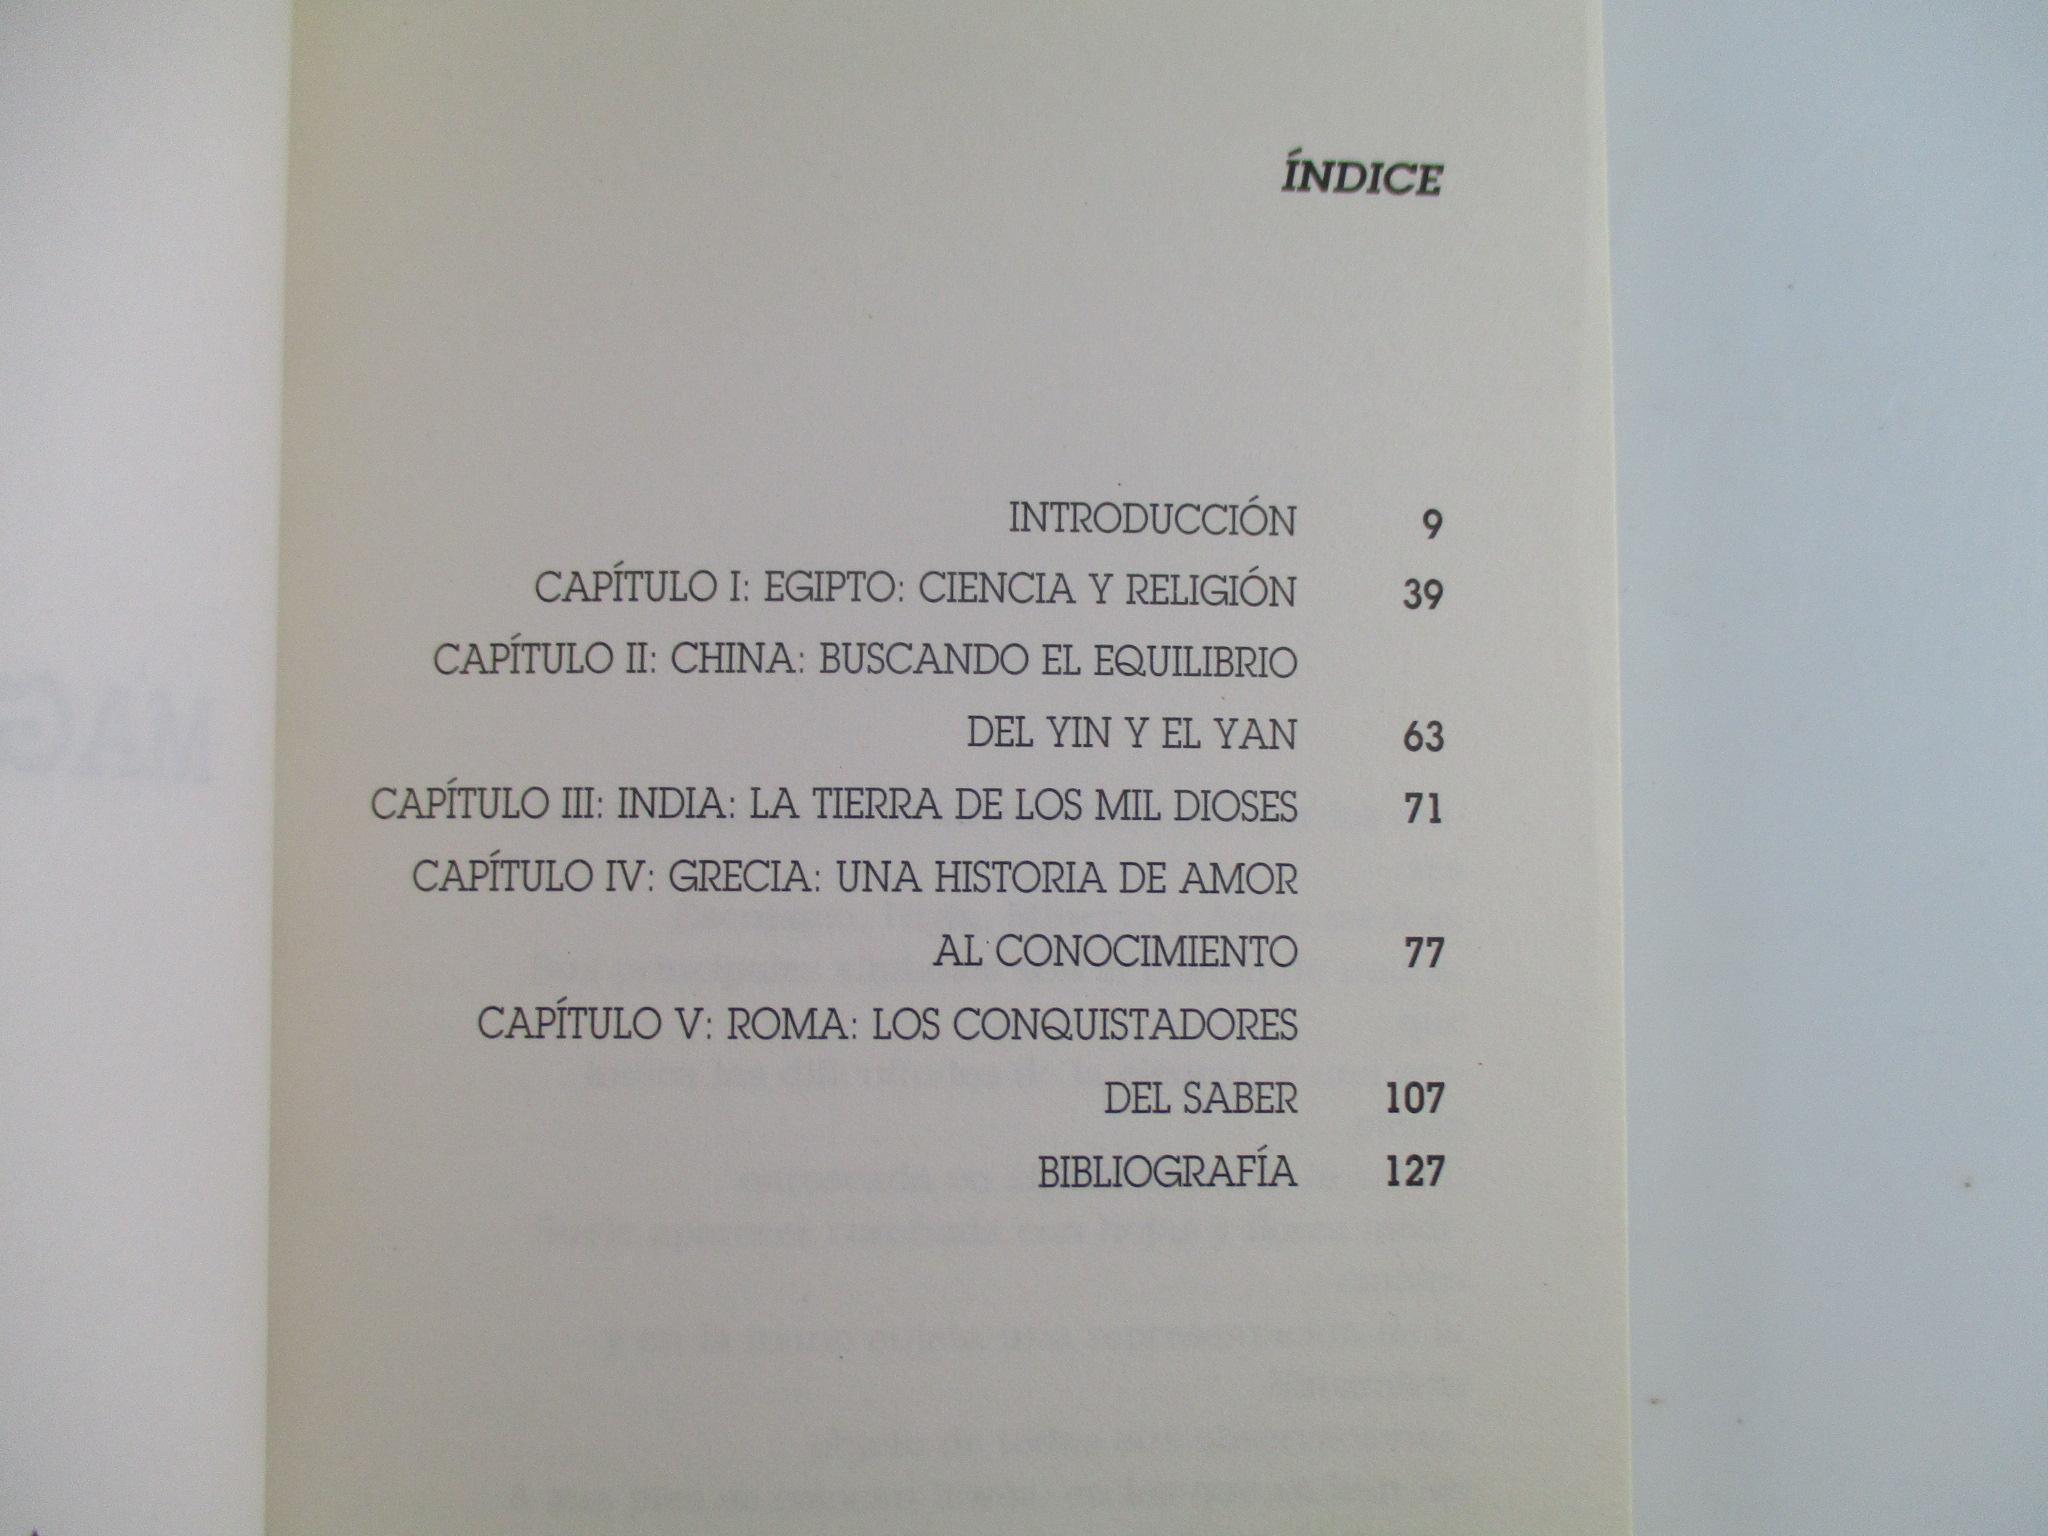 ÍNDICE
INTRODUCCIÓN 9
CAPÍTULO I: EGIPTO: CIENCIA Y RELIGIÓN 39
CAPÍTULO II: CHINA: BUSCANDO EL EQUILIBRIO
DEL YIN Y EL YAN 63
CAPÍTULO III: INDIA: LA TIERRA DE LOS MIL DIOSES 71
CAPÍTULO IV: GRECIA: UNA HISTORIA DE AMOR
AL CONOCIMIENTO 77
CAPÍTULO V: ROMA: LOS CONQUISTADORES
DEL SABER 107
BIBLIOGRAFÍA 127